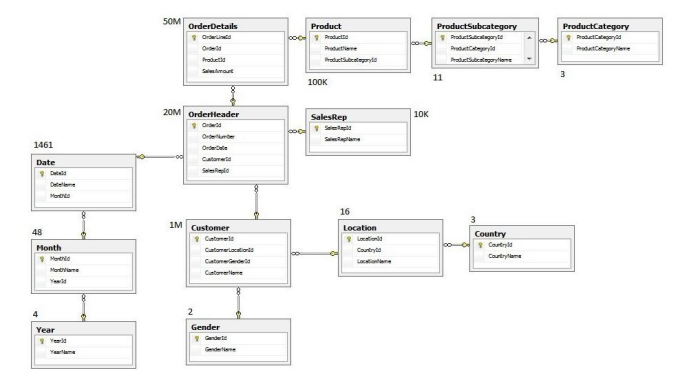 50M
OrderDetails
OrderLineId
OrderId
ProductId
SalesAmount
Product
ProductId
ProductName
ProductSubcategoryId
100K
ProductSubcategory
ProductSubcategoryId
ProductCategoryId
ProductSubcategoryName
11
ProductCategory
ProductCategoryId
ProductCategoryName
3
20M
OrderHeader
OrderId
OrderNumber
OrderDate
CustomerId
SalesRepId
SalesRep
SalesRepId
SalesRepName
10K
1461
Date
DateId
DateName
MonthId
48
Month
MonthId
MonthName
YearId
4
Year
YearId
YearName
1M
Customer
CustomerId
CustomerLocationId
CustomerGenderId
CustomerName
16
Location
LocationId
CountryId
LocationName
3
Country
CountryId
CountryName
2
Gender
GenderId
GenderName